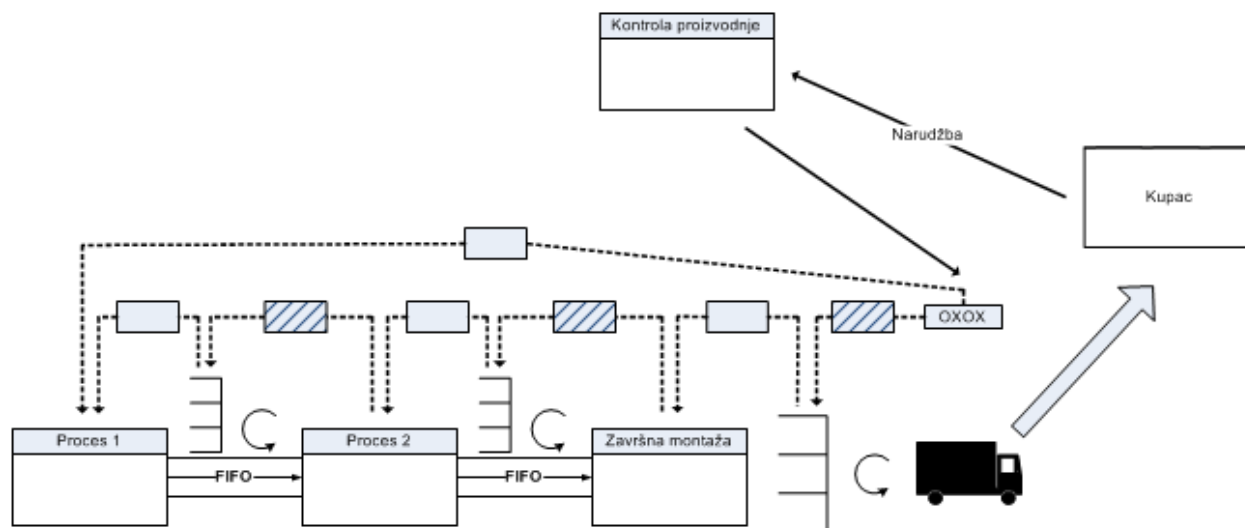 Kontrola proizvodnje
Narudžba
Kupac
OXOX
Proces 1
Proces 2
Završna montaža
FIFO
FIFO